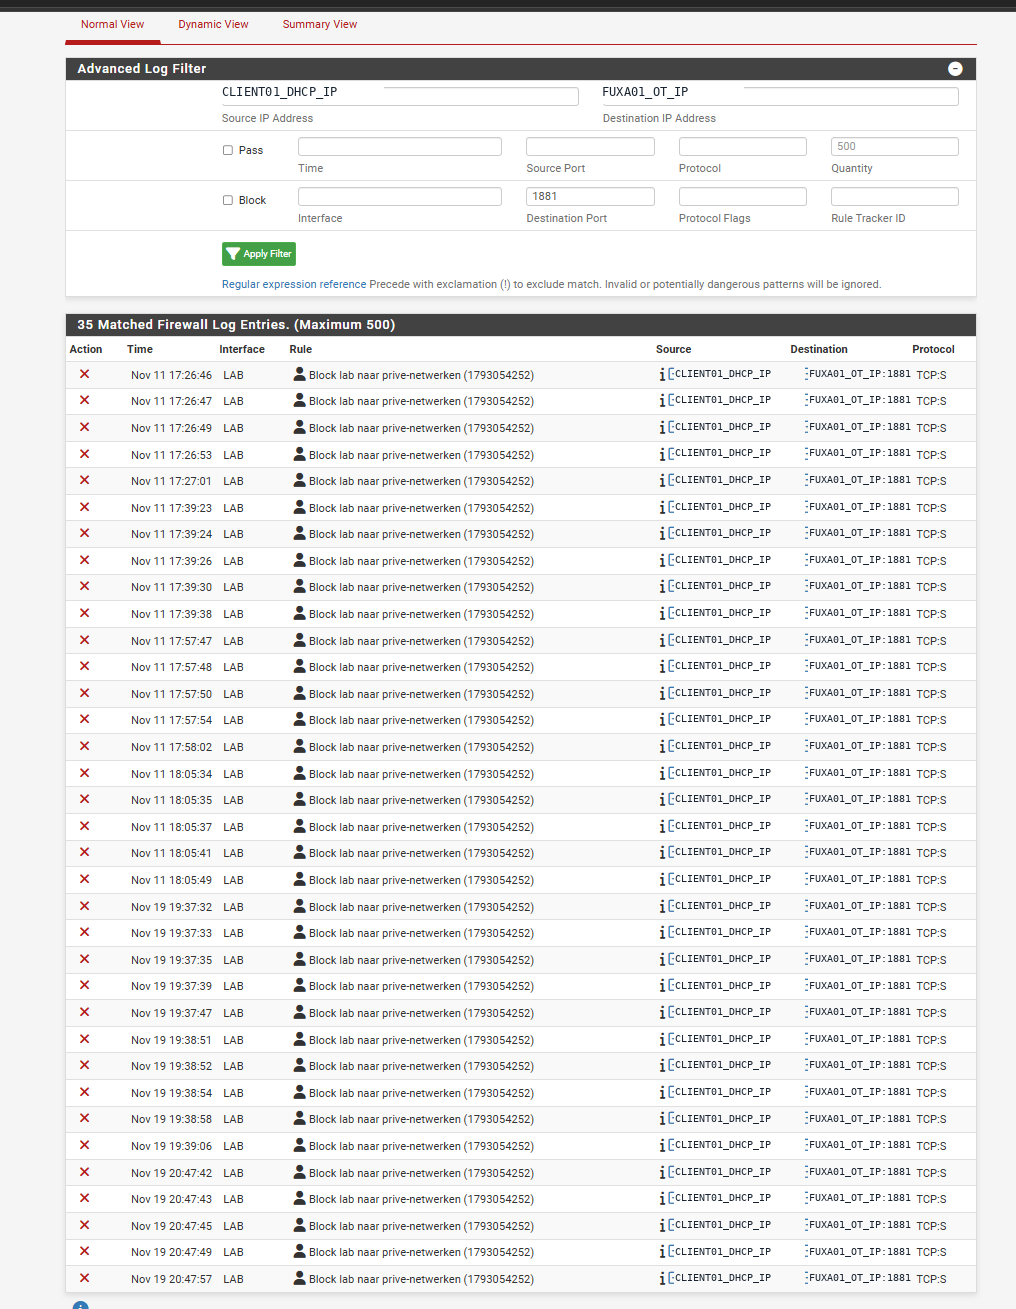 Normal View Dynamic View Summary View
Advanced Log Filter
CLIENT01_DHCP_IP FUXA01_OT_IP
Source IP Address Destination IP Address
Pass 500
Time Source Port Protocol Quantity
Block 1881
Interface Destination Port Protocol Flags Rule Tracker ID
Apply Filter
Regular expression reference Precede with exclamation (!) to exclude match. Invalid or potentially dangerous patterns will be ignored.
35 Matched Firewall Log Entries. (Maximum 500)
Action Time Interface Rule Source Destination Protocol
Nov 11 17:26:46 LAB Block lab naar prive-netwerken (1793054252) CLIENT01_DHCP_IP FUXA01_OT_IP:1881 TCP:S
Nov 11 17:26:47 LAB Block lab naar prive-netwerken (1793054252) CLIENT01_DHCP_IP FUXA01_OT_IP:1881 TCP:S
Nov 11 17:26:49 LAB Block lab naar prive-netwerken (1793054252) CLIENT01_DHCP_IP FUXA01_OT_IP:1881 TCP:S
Nov 11 17:26:53 LAB Block lab naar prive-netwerken (1793054252) CLIENT01_DHCP_IP FUXA01_OT_IP:1881 TCP:S
Nov 11 17:27:01 LAB Block lab naar prive-netwerken (1793054252) CLIENT01_DHCP_IP FUXA01_OT_IP:1881 TCP:S
Nov 11 17:39:23 LAB Block lab naar prive-netwerken (1793054252) CLIENT01_DHCP_IP FUXA01_OT_IP:1881 TCP:S
Nov 11 17:39:24 LAB Block lab naar prive-netwerken (1793054252) CLIENT01_DHCP_IP FUXA01_OT_IP:1881 TCP:S
Nov 11 17:39:26 LAB Block lab naar prive-netwerken (1793054252) CLIENT01_DHCP_IP FUXA01_OT_IP:1881 TCP:S
Nov 11 17:39:30 LAB Block lab naar prive-netwerken (1793054252) CLIENT01_DHCP_IP FUXA01_OT_IP:1881 TCP:S
Nov 11 17:39:38 LAB Block lab naar prive-netwerken (1793054252) CLIENT01_DHCP_IP FUXA01_OT_IP:1881 TCP:S
Nov 11 17:57:47 LAB Block lab naar prive-netwerken (1793054252) CLIENT01_DHCP_IP FUXA01_OT_IP:1881 TCP:S
Nov 11 17:57:48 LAB Block lab naar prive-netwerken (1793054252) CLIENT01_DHCP_IP FUXA01_OT_IP:1881 TCP:S
Nov 11 17:57:50 LAB Block lab naar prive-netwerken (1793054252) CLIENT01_DHCP_IP FUXA01_OT_IP:1881 TCP:S
Nov 11 17:57:54 LAB Block lab naar prive-netwerken (1793054252) CLIENT01_DHCP_IP FUXA01_OT_IP:1881 TCP:S
Nov 11 17:58:02 LAB Block lab naar prive-netwerken (1793054252) CLIENT01_DHCP_IP FUXA01_OT_IP:1881 TCP:S
Nov 11 18:05:34 LAB Block lab naar prive-netwerken (1793054252) CLIENT01_DHCP_IP FUXA01_OT_IP:1881 TCP:S
Nov 11 18:05:35 LAB Block lab naar prive-netwerken (1793054252) CLIENT01_DHCP_IP FUXA01_OT_IP:1881 TCP:S
Nov 11 18:05:37 LAB Block lab naar prive-netwerken (1793054252) CLIENT01_DHCP_IP FUXA01_OT_IP:1881 TCP:S
Nov 11 18:05:41 LAB Block lab naar prive-netwerken (1793054252) CLIENT01_DHCP_IP FUXA01_OT_IP:1881 TCP:S
Nov 11 18:05:49 LAB Block lab naar prive-netwerken (1793054252) CLIENT01_DHCP_IP FUXA01_OT_IP:1881 TCP:S
Nov 19 19:37:32 LAB Block lab naar prive-netwerken (1793054252) CLIENT01_DHCP_IP FUXA01_OT_IP:1881 TCP:S
Nov 19 19:37:33 LAB Block lab naar prive-netwerken (1793054252) CLIENT01_DHCP_IP FUXA01_OT_IP:1881 TCP:S
Nov 19 19:37:35 LAB Block lab naar prive-netwerken (1793054252) CLIENT01_DHCP_IP FUXA01_OT_IP:1881 TCP:S
Nov 19 19:37:39 LAB Block lab naar prive-netwerken (1793054252) CLIENT01_DHCP_IP FUXA01_OT_IP:1881 TCP:S
Nov 19 19:37:47 LAB Block lab naar prive-netwerken (1793054252) CLIENT01_DHCP_IP FUXA01_OT_IP:1881 TCP:S
Nov 19 19:38:51 LAB Block lab naar prive-netwerken (1793054252) CLIENT01_DHCP_IP FUXA01_OT_IP:1881 TCP:S
Nov 19 19:38:52 LAB Block lab naar prive-netwerken (1793054252) CLIENT01_DHCP_IP FUXA01_OT_IP:1881 TCP:S
Nov 19 19:38:54 LAB Block lab naar prive-netwerken (1793054252) CLIENT01_DHCP_IP FUXA01_OT_IP:1881 TCP:S
Nov 19 19:38:58 LAB Block lab naar prive-netwerken (1793054252) CLIENT01_DHCP_IP FUXA01_OT_IP:1881 TCP:S
Nov 19 19:39:06 LAB Block lab naar prive-netwerken (1793054252) CLIENT01_DHCP_IP FUXA01_OT_IP:1881 TCP:S
Nov 19 20:47:42 LAB Block lab naar prive-netwerken (1793054252) CLIENT01_DHCP_IP FUXA01_OT_IP:1881 TCP:S
Nov 19 20:47:43 LAB Block lab naar prive-netwerken (1793054252) CLIENT01_DHCP_IP FUXA01_OT_IP:1881 TCP:S
Nov 19 20:47:45 LAB Block lab naar prive-netwerken (1793054252) CLIENT01_DHCP_IP FUXA01_OT_IP:1881 TCP:S
Nov 19 20:47:49 LAB Block lab naar prive-netwerken (1793054252) CLIENT01_DHCP_IP FUXA01_OT_IP:1881 TCP:S
Nov 19 20:47:57 LAB Block lab naar prive-netwerken (1793054252) CLIENT01_DHCP_IP FUXA01_OT_IP:1881 TCP:S